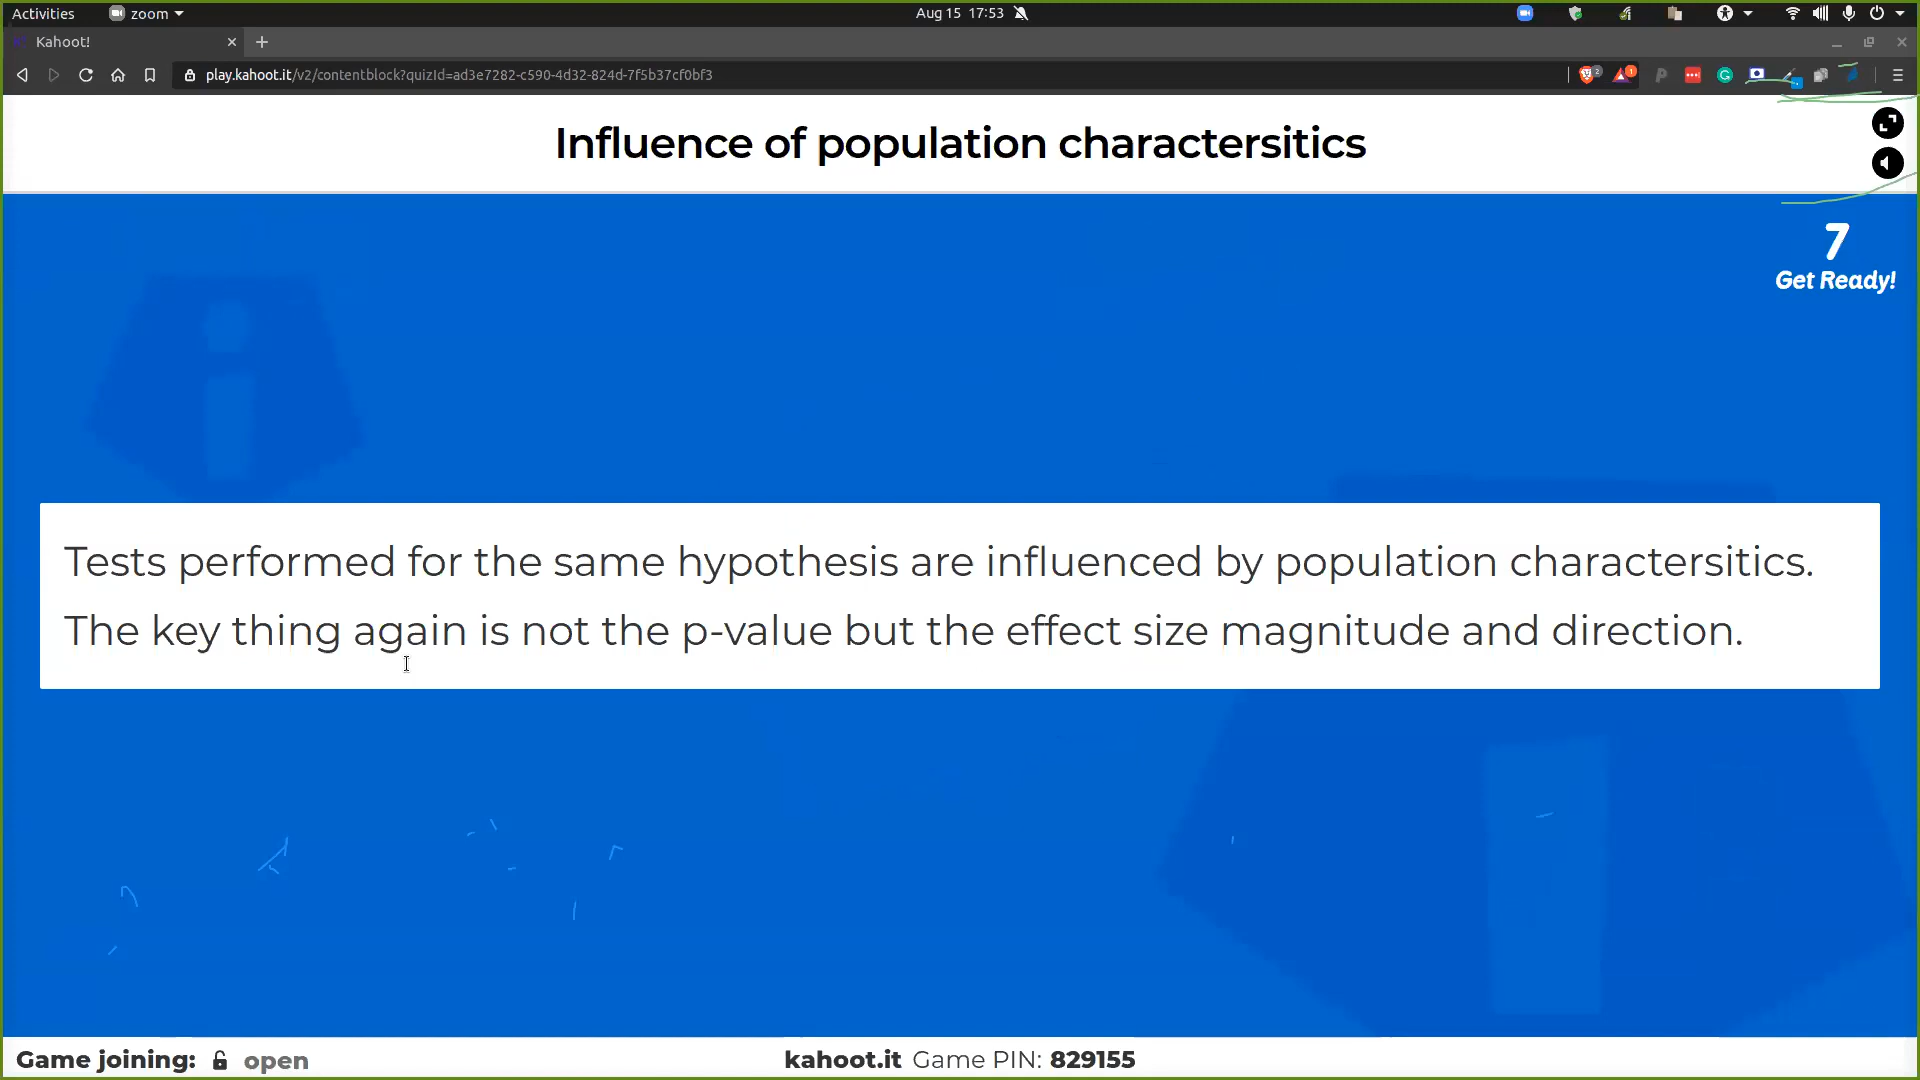 Activities zoom Aug 15 17:53
Kahoot!
play.kahoot.it/v2/contentblock?quizId=ad3e7282-c590-4d32-824d-7f5b37cf0bf3
Influence of population charactersitics
7
Get Ready!
Tests performed for the same hypothesis are influenced by population charactersitics.
The key thing again is not the p-value but the effect size magnitude and direction.
Game joining: open kahoot.it Game PIN: 829155